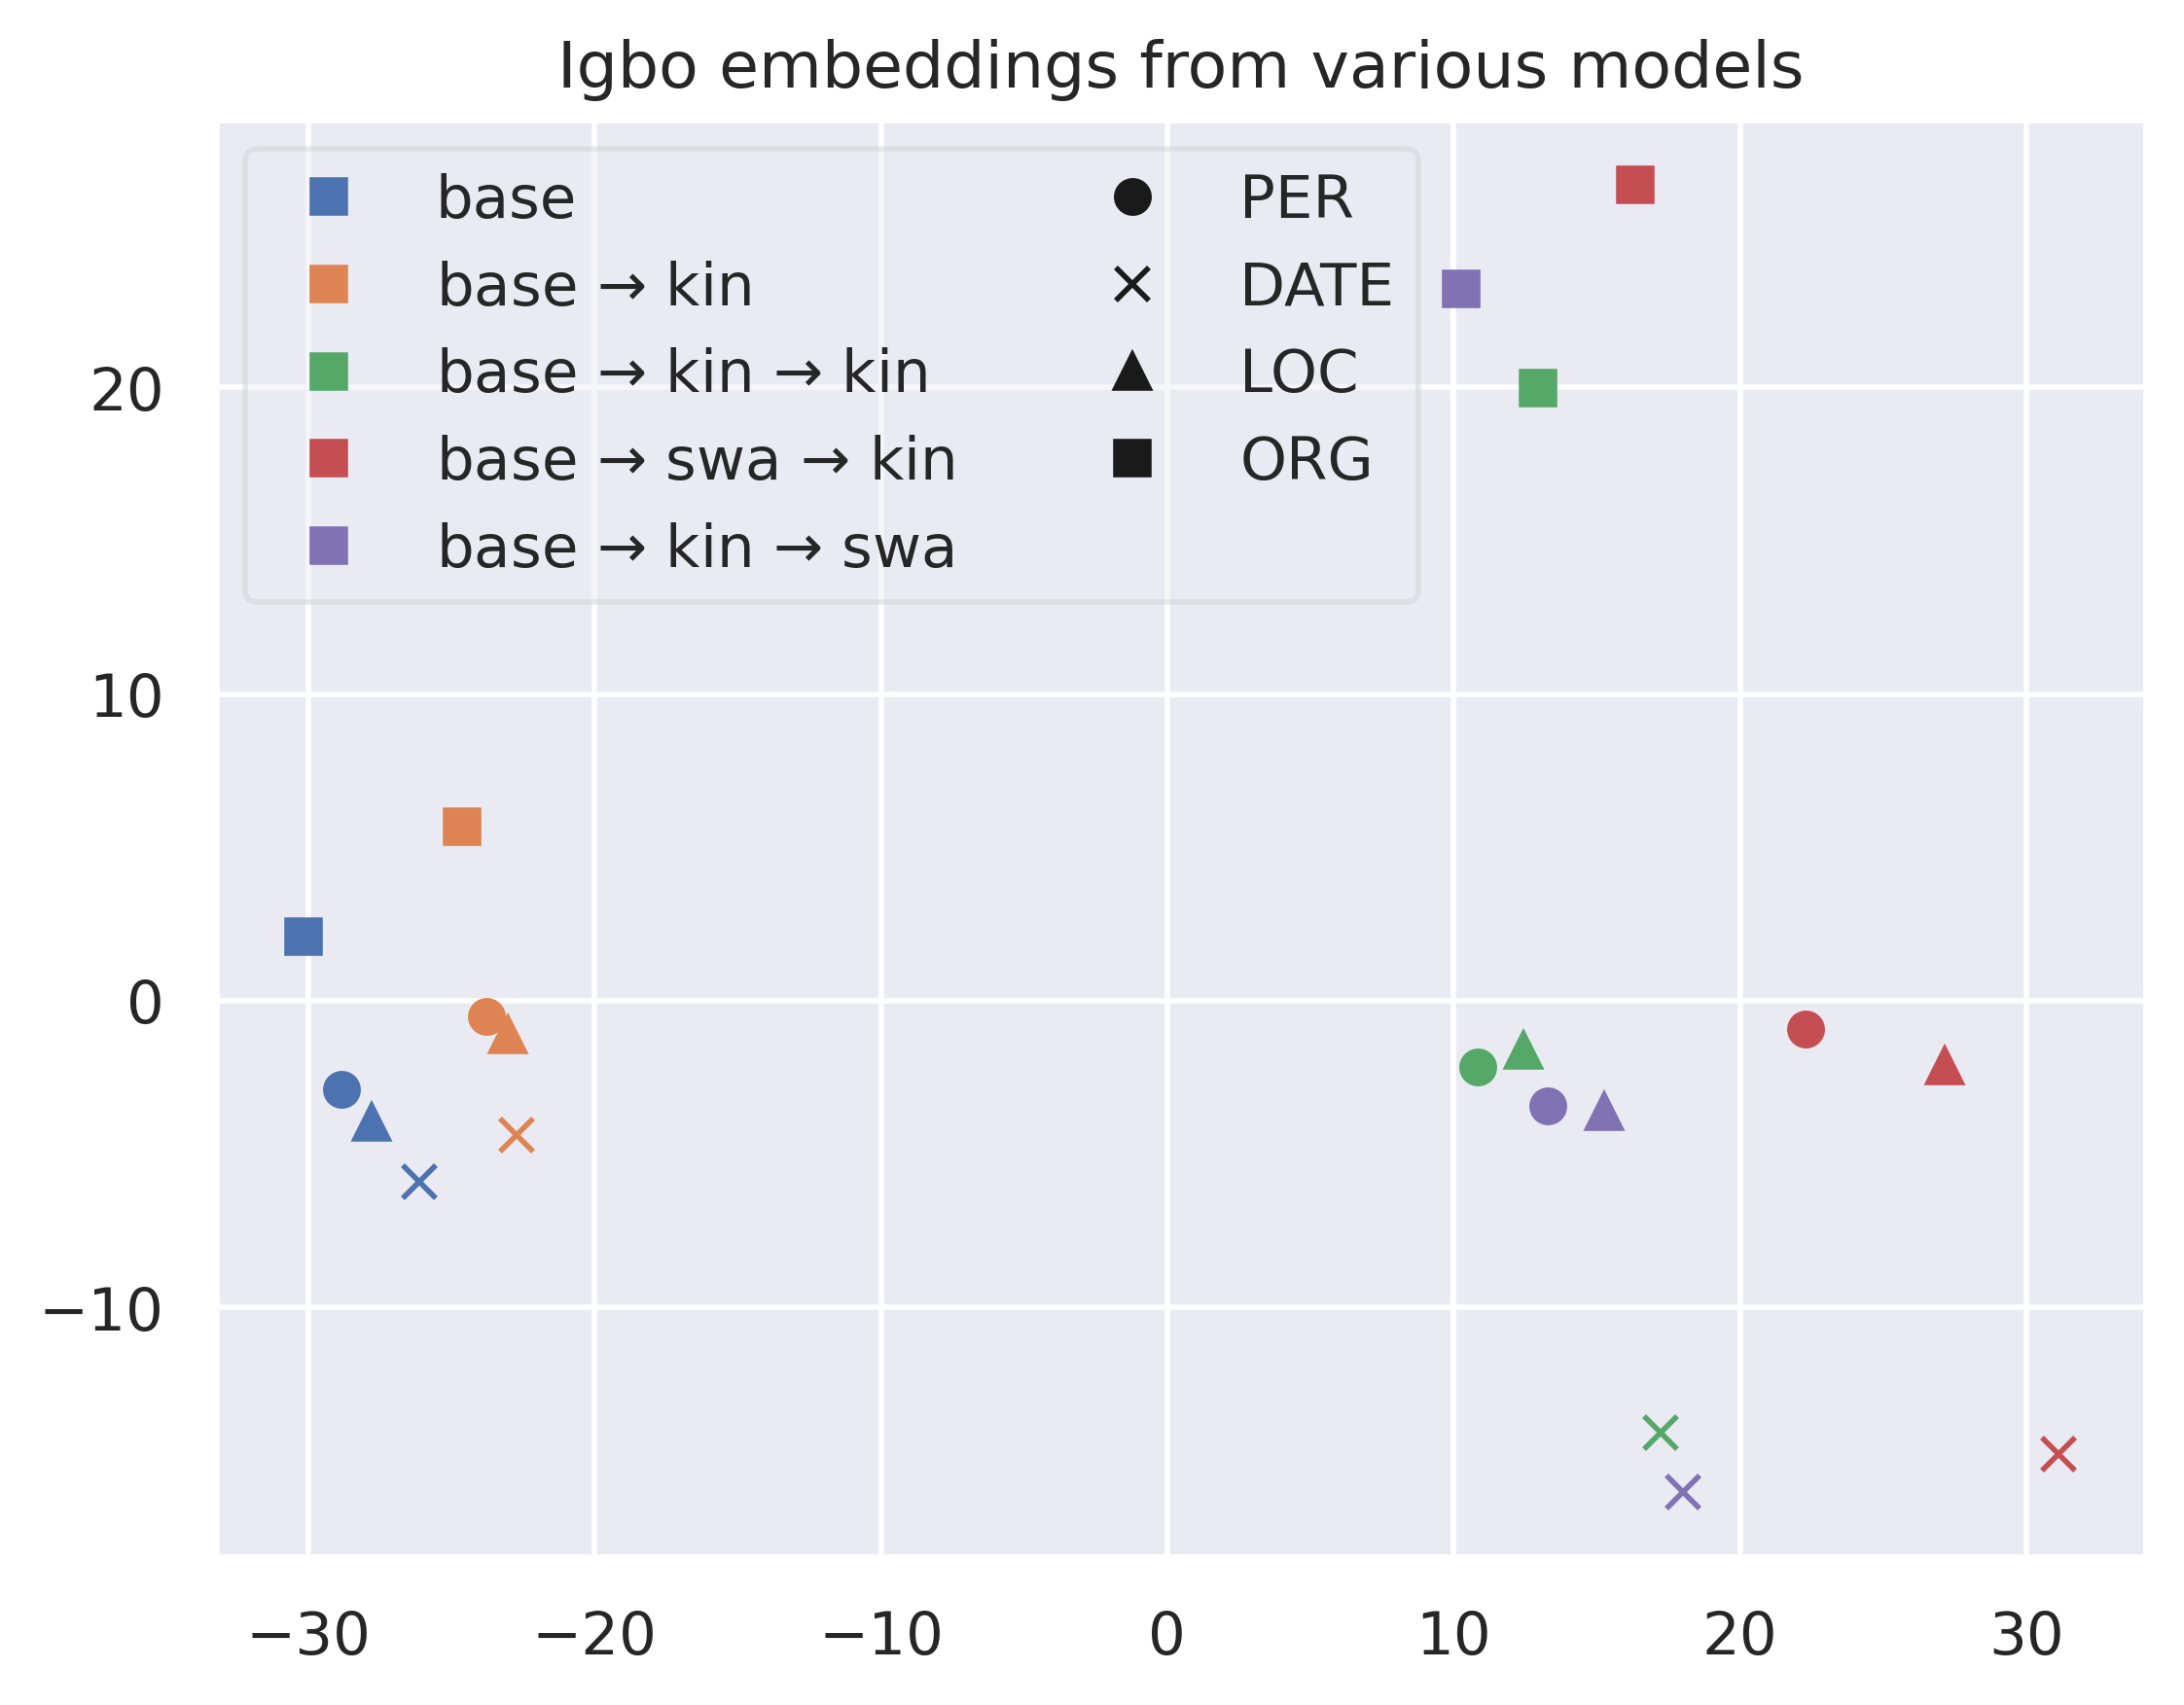 Igbo embeddings from various models
base
base → kin
base → kin → kin
base → swa → kin
base → kin → swa
PER
DATE
LOC
ORG
20
10
0
−10
−30 −20 −10 0 10 20 30